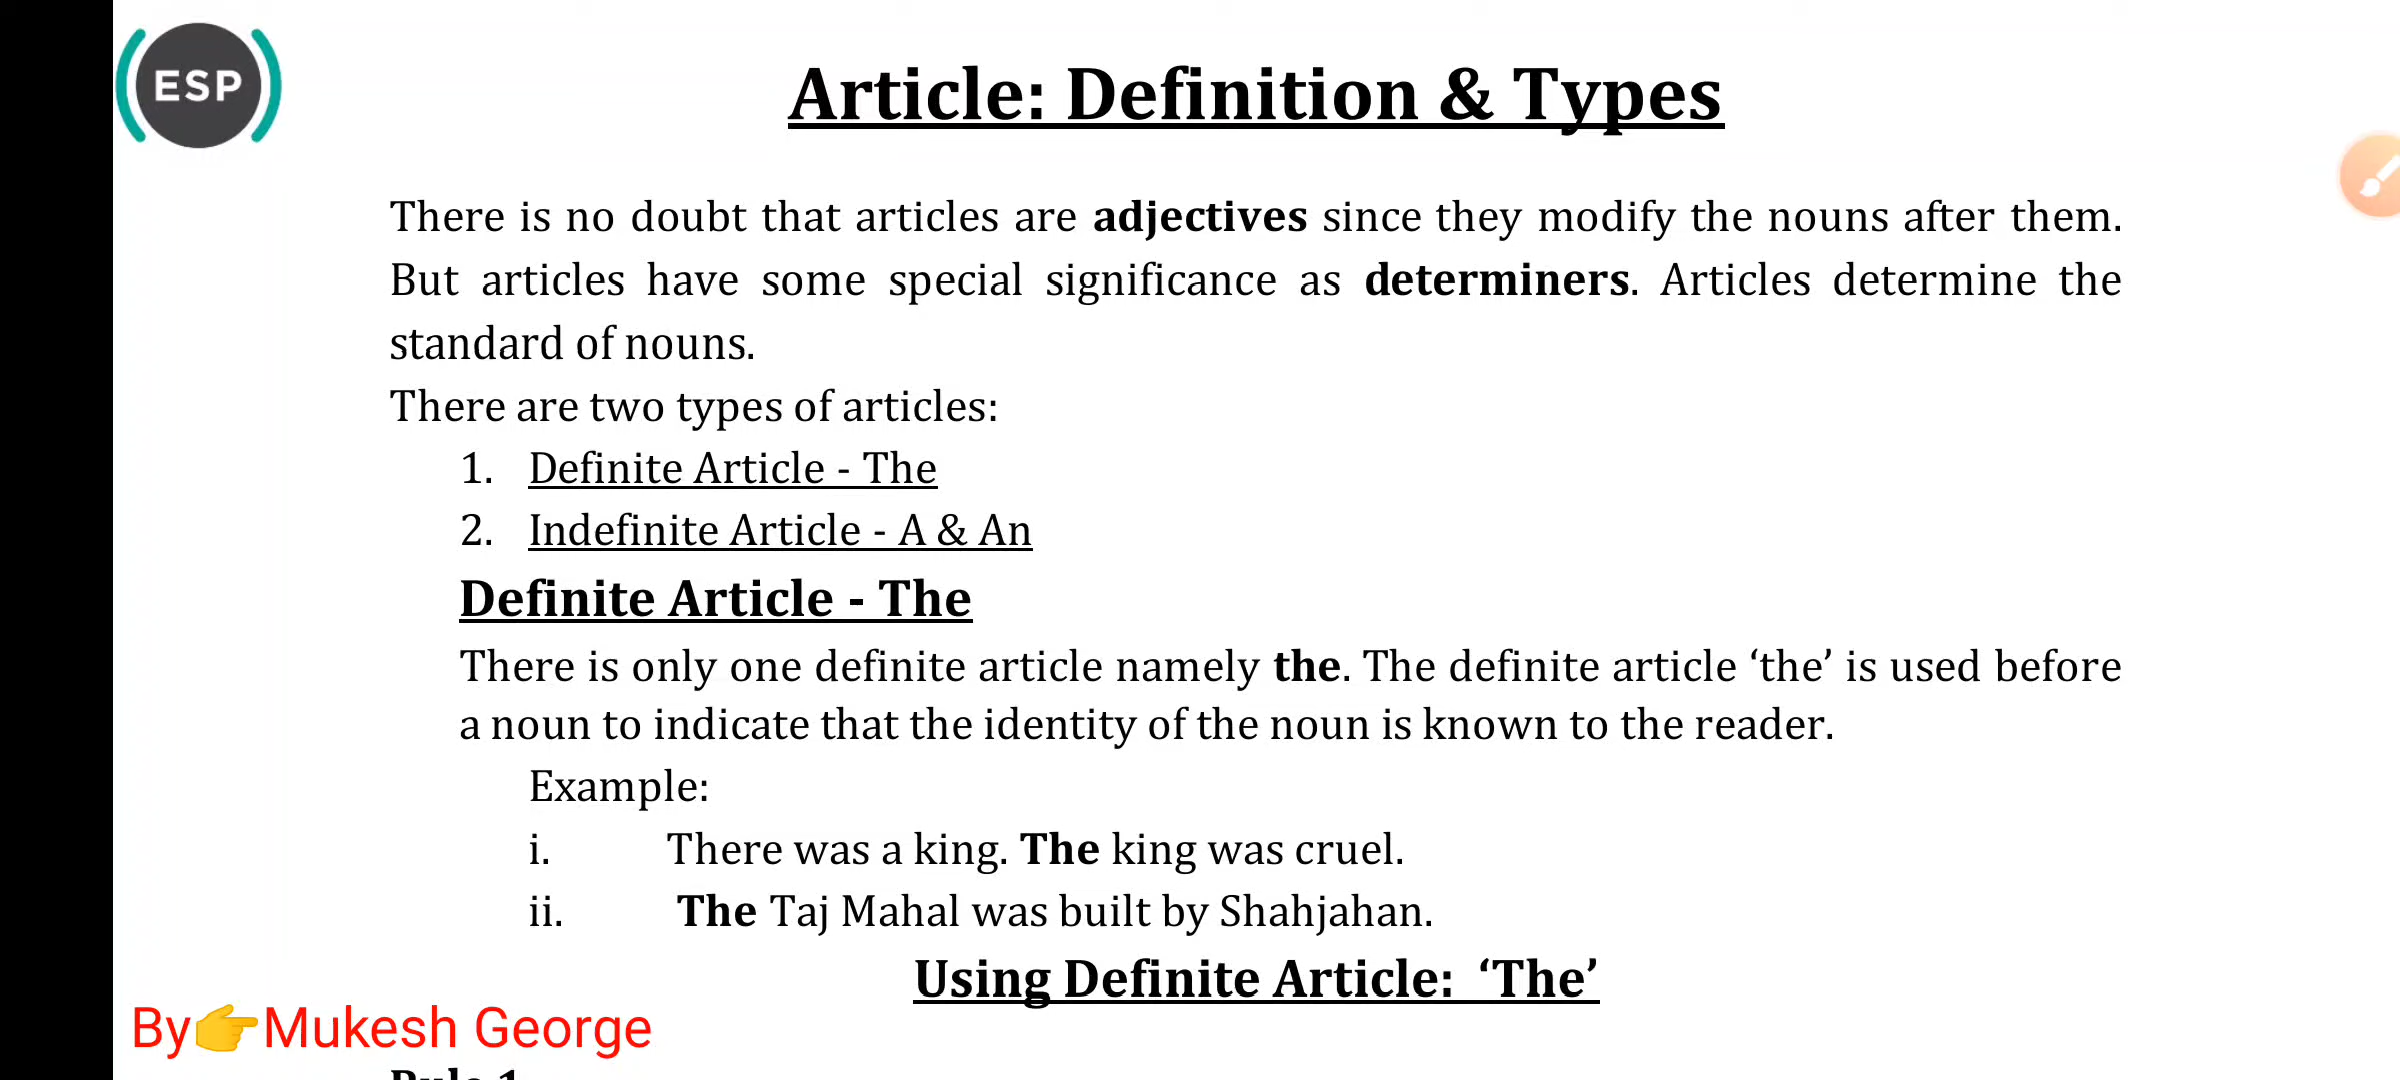 ESP
Article: Definition & Types
There is no doubt that articles are adjectives since they modify the nouns after them.
But articles have some special significance as determiners. Articles determine the
standard of nouns.
There are two types of articles:
1. Definite Article - The
2. Indefinite Article - A & An
Definite Article - The
There is only one definite article namely the. The definite article ‘the’ is used before
a noun to indicate that the identity of the noun is known to the reader.
Example:
i. There was a king. The king was cruel.
ii. The Taj Mahal was built by Shahjahan.
Using Definite Article: ‘The’
By👉Mukesh George
Rule 1